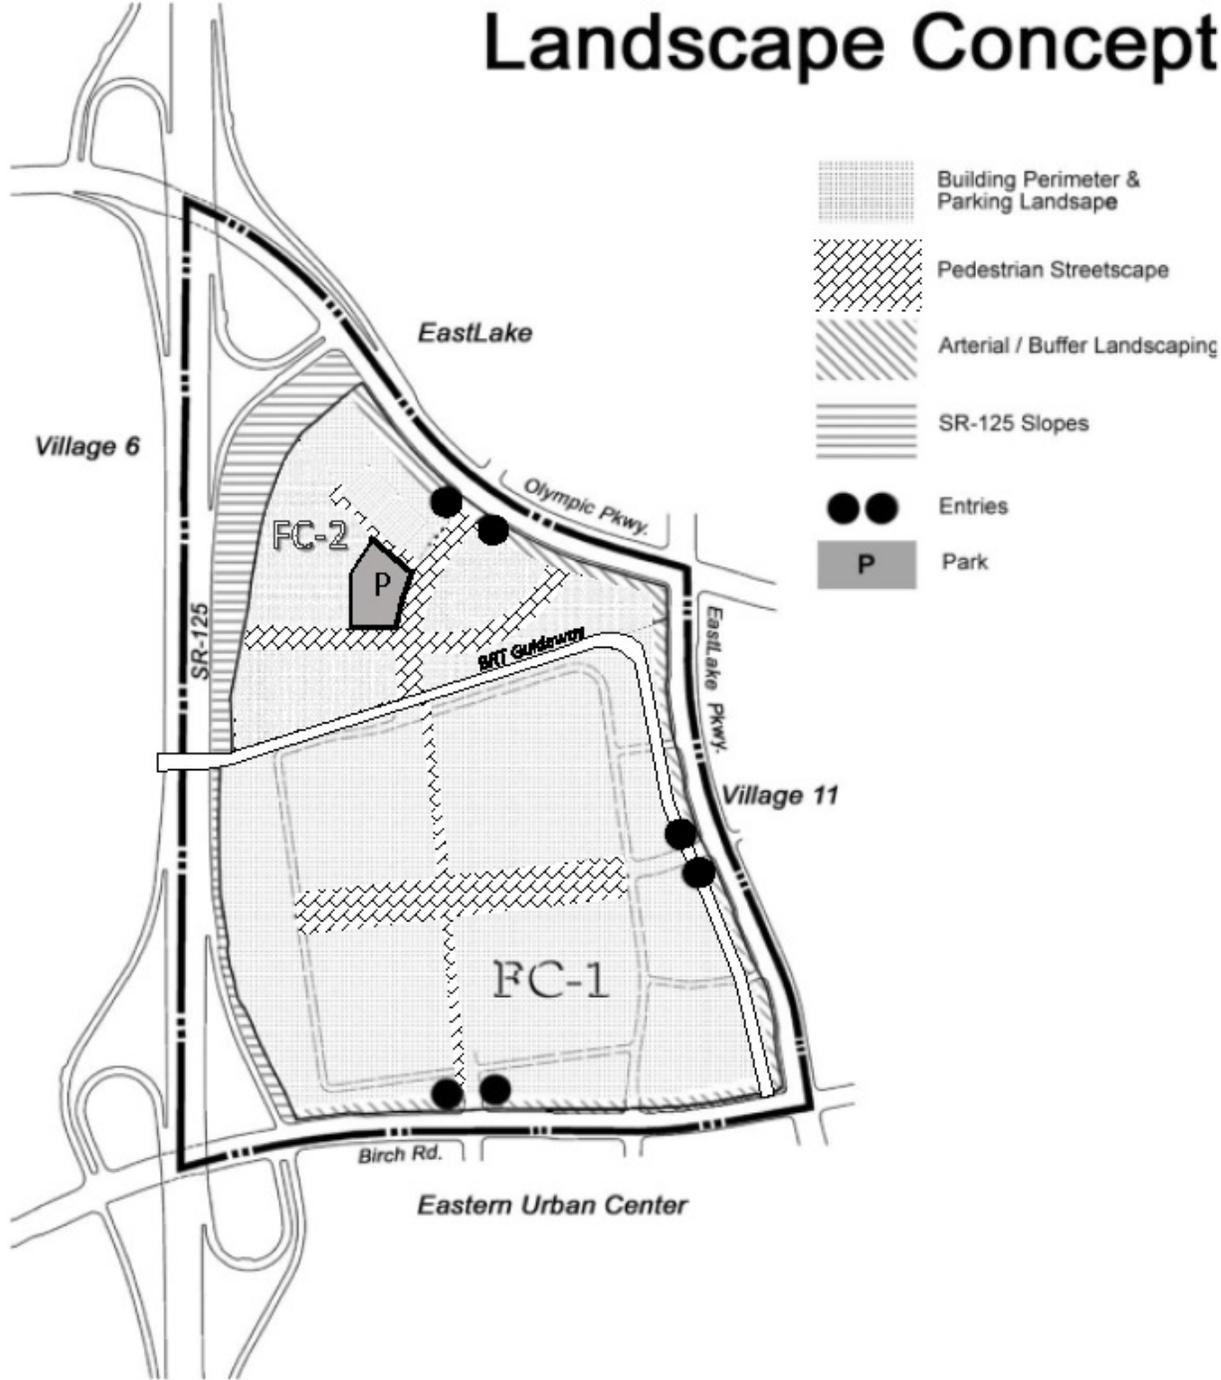 Landscape Concept
Building Perimeter &
Parking Landsape
Pedestrian Streetscape
Arterial / Buffer Landscaping
SR-125 Slopes
Entries
P
Park
EastLake
Village 6
Olympic Pkwy.
FC-2
P
SR-125
BRT Guideway
EastLake Pkwy.
Village 11
FC-1
Birch Rd.
Eastern Urban Center